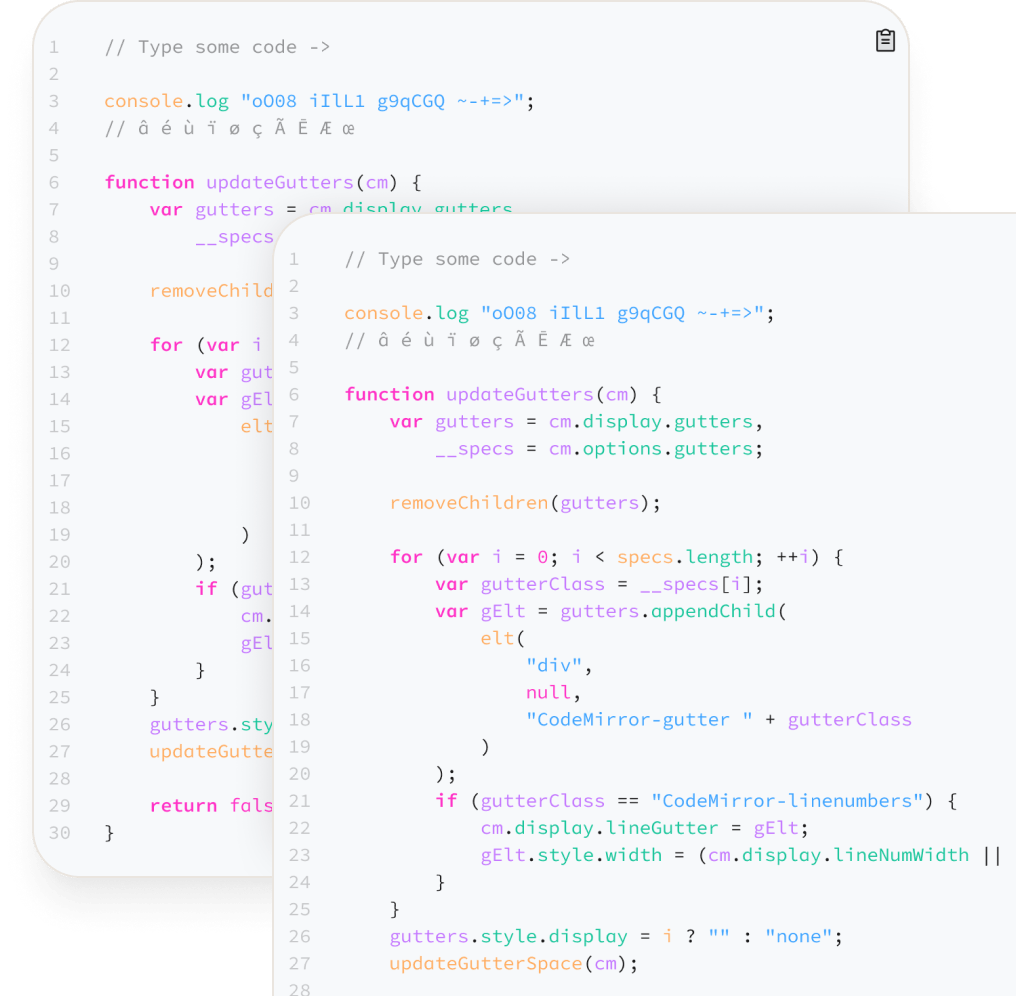 1 // Type some code ->
2
3 console.log "oO08 iIlL1 g9qCGQ ~-+=>";
4 // â é ù ï ø ç Ã Ē Æ œ
5
6 function updateGutters(cm) {
7 var gutters = cm.display.gutters
8 __specs
9
10 removeChild
11
12 for (var i
13 var gut
14 var gEl
15 elt
16
17
18
19 )
20 );
21 if (gut
22 cm.
23 gEl
24 }
25 }
26 gutters.sty
27 updateGutte
28
29 return fals
30 }
1 // Type some code ->
2
3 console.log "oO08 iIlL1 g9qCGQ ~-+=>";
4 // â é ù ï ø ç Ã Ē Æ œ
5
6 function updateGutters(cm) {
7 var gutters = cm.display.gutters,
8 __specs = cm.options.gutters;
9
10 removeChildren(gutters);
11
12 for (var i = 0; i < specs.length; ++i) {
13 var gutterClass = __specs[i];
14 var gElt = gutters.appendChild(
15 elt(
16 "div",
17 null,
18 "CodeMirror-gutter " + gutterClass
19 )
20 );
21 if (gutterClass == "CodeMirror-linenumbers") {
22 cm.display.lineGutter = gElt;
23 gElt.style.width = (cm.display.lineNumWidth ||
24 }
25 }
26 gutters.style.display = i ? "" : "none";
27 updateGutterSpace(cm);
28